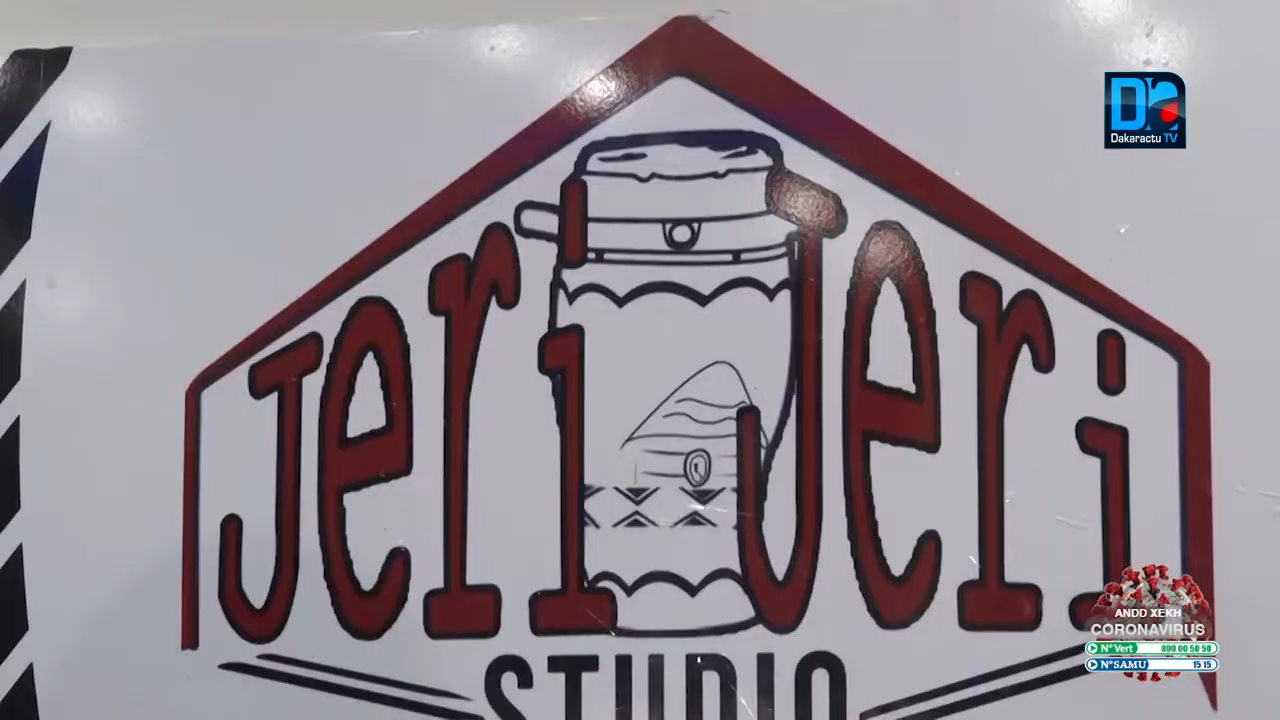 Dakaractu TV
Jeri Jeri
STUDIO
ANDD XEKH
CORONAVIRUS
N°Vert 800 00 50 50
N°SAMU 15 15